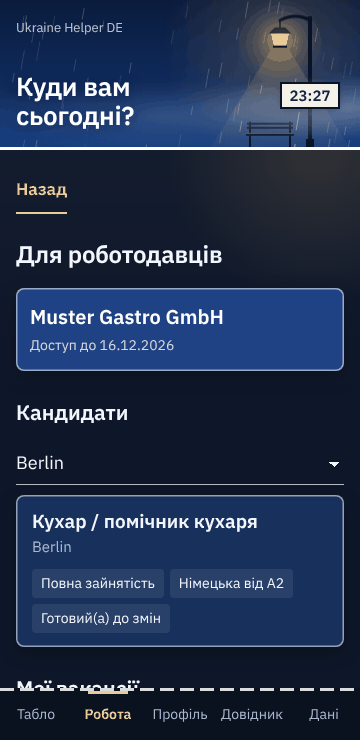 Ukraine Helper DE
Куди вам
сьогодні?
23:27
Назад
Для роботодавців
Muster Gastro GmbH
Доступ до 16.12.2026
Кандидати
Berlin
Кухар / помічник кухаря
Berlin
Повна зайнятість
Німецька від A2
Готовий(а) до змін
Мої вакансії
Табло
Робота
Профіль
Довідник
Дані